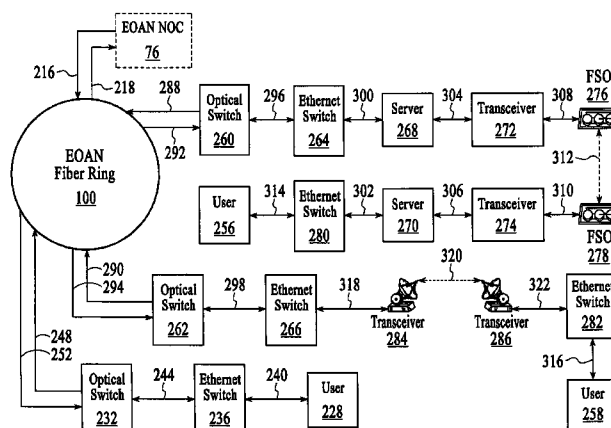 EOAN NOC
76
216
218
288
292
EOAN
Fiber Ring
100
Optical
Switch
260
296
Ethernet
Switch
264
300
Server
268
304
Transceiver
272
308
FSO
276
312
User
256
314
Ethernet
Switch
280
302
Server
270
306
Transceiver
274
310
FSO
278
290
294
Optical
Switch
262
298
Ethernet
Switch
266
318
Transceiver
284
320
Transceiver
286
322
Ethernet
Switch
282
316
User
258
248
252
Optical
Switch
232
244
Ethernet
Switch
236
240
User
228